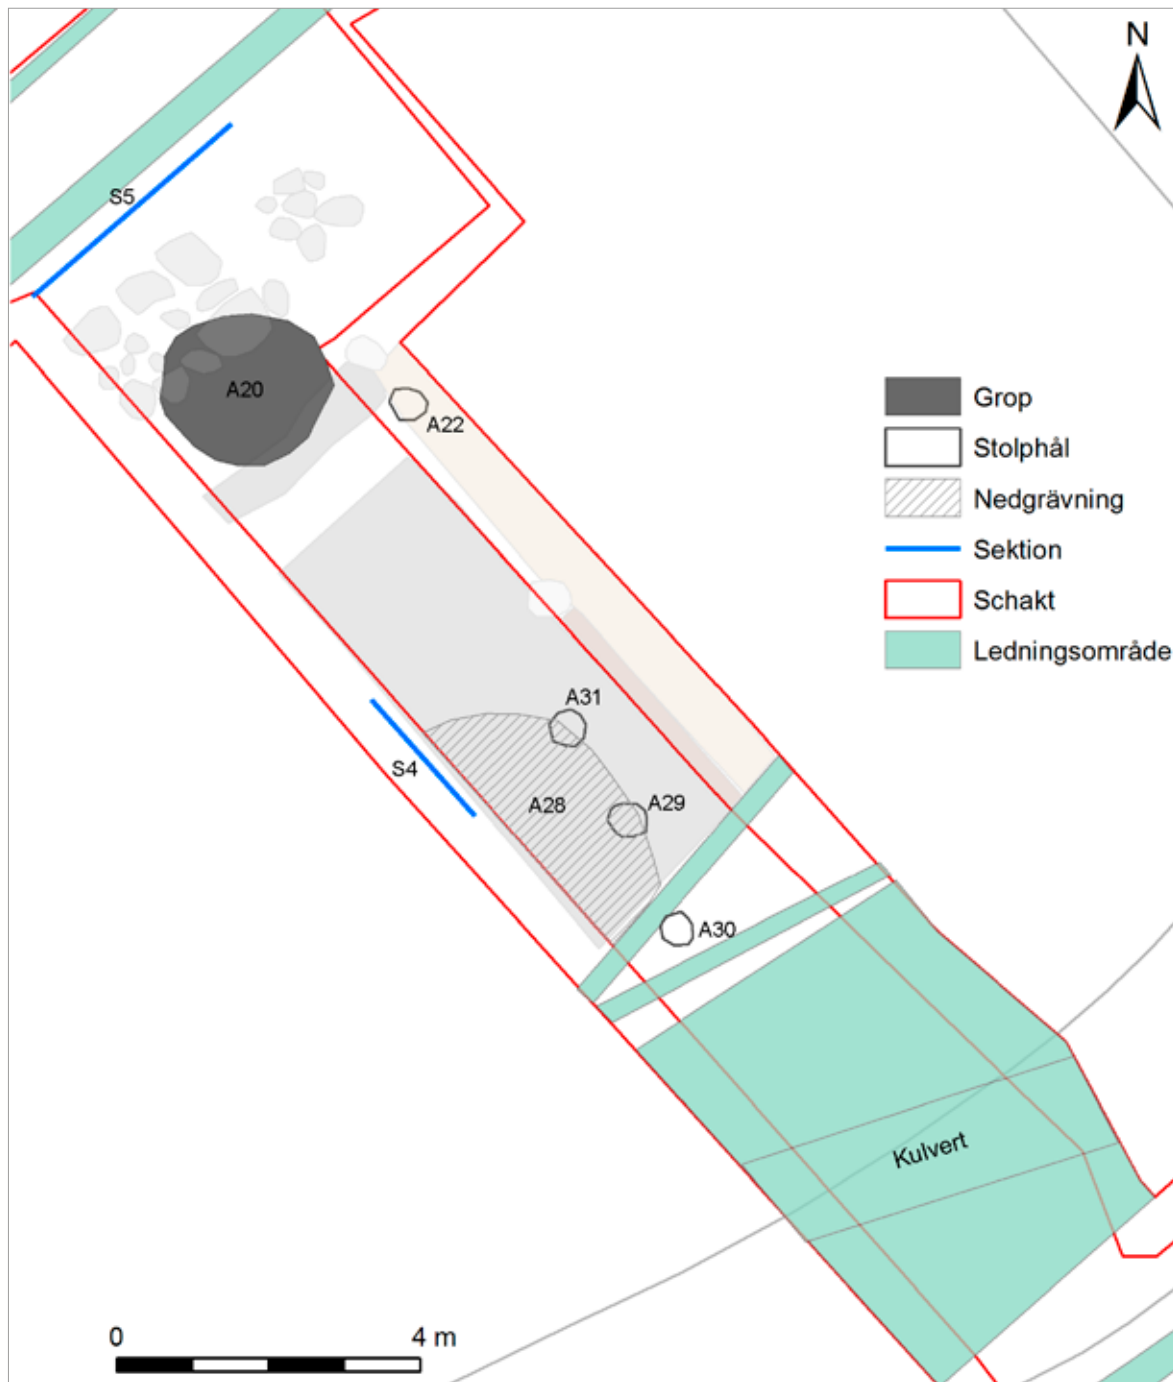 N
S5
A20
A22
Grop
Stolphål
Nedgrävning
Sektion
Schakt
Ledningsområde
A31
S4
A28
A29
A30
Kulvert
0 4 m